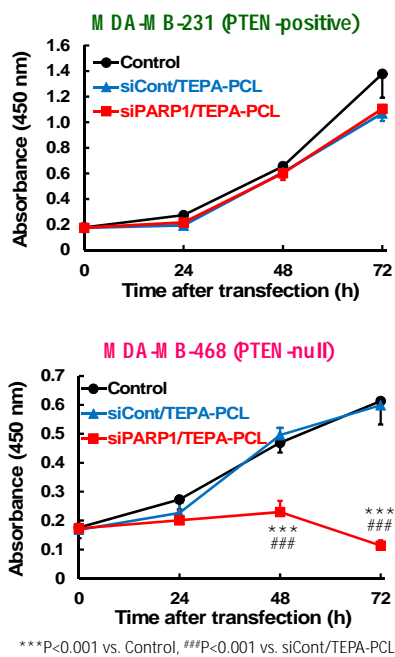 MDA-MB-231 (PTEN-positive)
1.6
1.4
1.2
1.0
0.8
0.6
0.4
0.2
0
Absorbance (450 nm)
Control
siCont/TEPA-PCL
siPARP1/TEPA-PCL
0 24 48 72
Time after transfection (h)
MDA-MB-468 (PTEN-null)
0.7
0.6
0.5
0.4
0.3
0.2
0.1
0
Absorbance (450 nm)
Control
siCont/TEPA-PCL
siPARP1/TEPA-PCL
***
###
***
###
0 24 48 72
Time after transfection (h)
***P<0.001 vs. Control, ###P<0.001 vs. siCont/TEPA-PCL